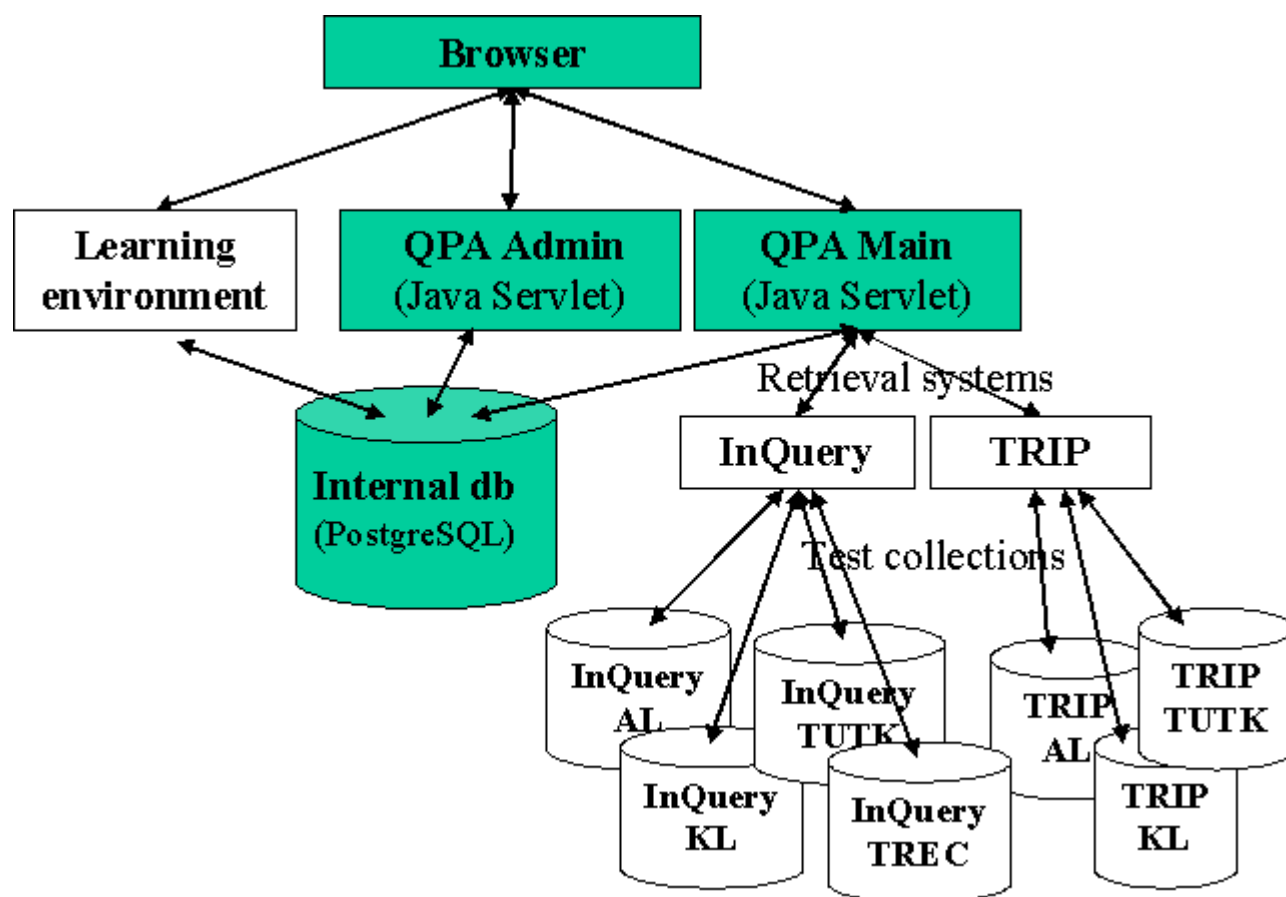 Browser
Learning
environment
QPA Admin
(Java Servlet)
QPA Main
(Java Servlet)
Retrieval systems
InQuery
TRIP
Internal db
(PostgreSQL)
Test collections
InQuery
AL
InQuery
TUTK
TRIP
AL
TRIP
TUTK
InQuery
KL
InQuery
TREC
TRIP
KL